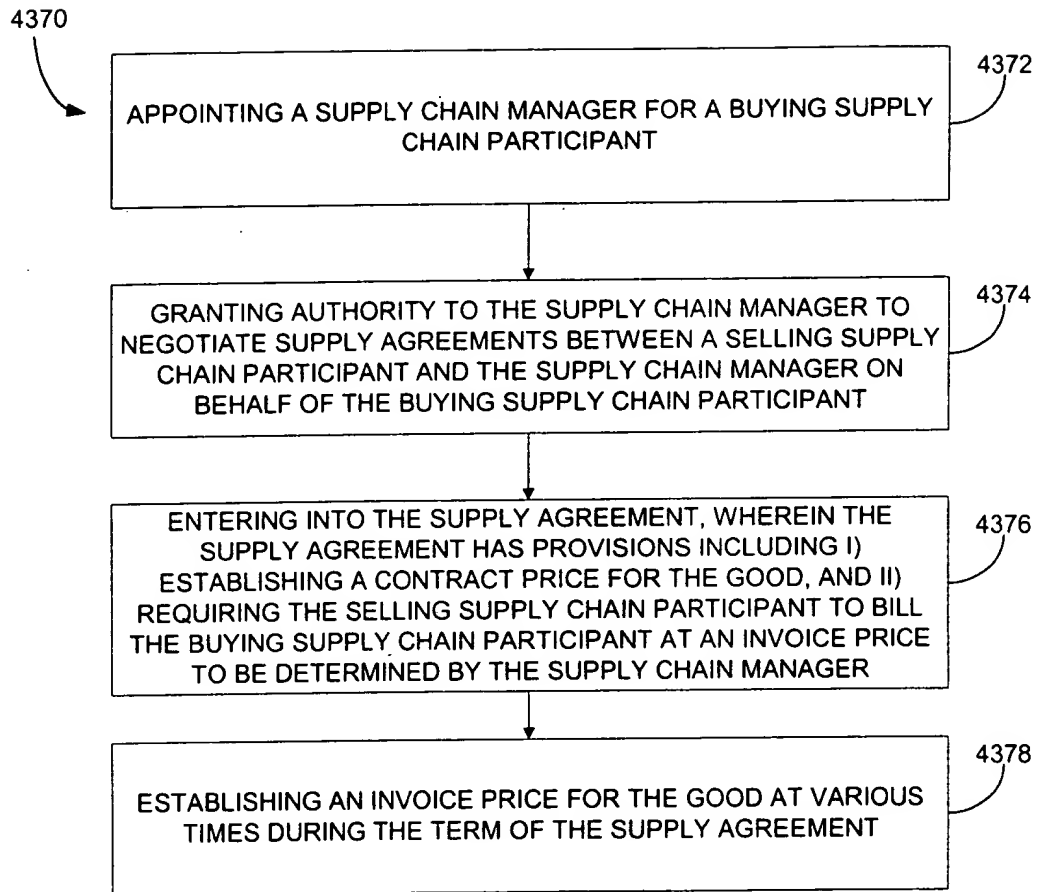 4370
4372
APPOINTING A SUPPLY CHAIN MANAGER FOR A BUYING SUPPLY
CHAIN PARTICIPANT
4374
GRANTING AUTHORITY TO THE SUPPLY CHAIN MANAGER TO
NEGOTIATE SUPPLY AGREEMENTS BETWEEN A SELLING SUPPLY
CHAIN PARTICIPANT AND THE SUPPLY CHAIN MANAGER ON
BEHALF OF THE BUYING SUPPLY CHAIN PARTICIPANT
4376
ENTERING INTO THE SUPPLY AGREEMENT, WHEREIN THE
SUPPLY AGREEMENT HAS PROVISIONS INCLUDING I)
ESTABLISHING A CONTRACT PRICE FOR THE GOOD, AND II)
REQUIRING THE SELLING SUPPLY CHAIN PARTICIPANT TO BILL
THE BUYING SUPPLY CHAIN PARTICIPANT AT AN INVOICE PRICE
TO BE DETERMINED BY THE SUPPLY CHAIN MANAGER
4378
ESTABLISHING AN INVOICE PRICE FOR THE GOOD AT VARIOUS
TIMES DURING THE TERM OF THE SUPPLY AGREEMENT